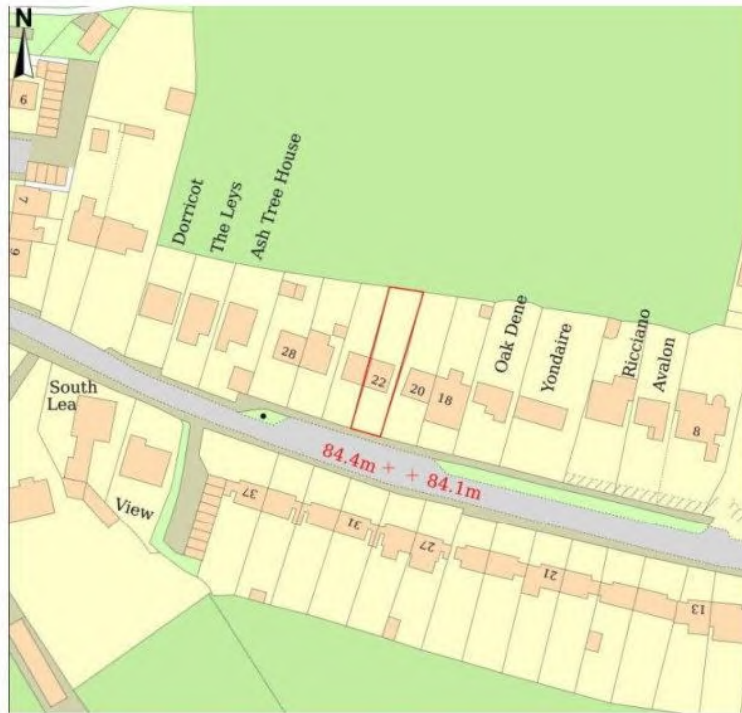 N
6
Dorricot
The Leys
Ash Tree House
7
9
28
22
20
18
Oak Dene
Yondaire
Ricciano
Avalon
8
South
Lea
View
84.4m + + 84.1m
37
31
27
21
13